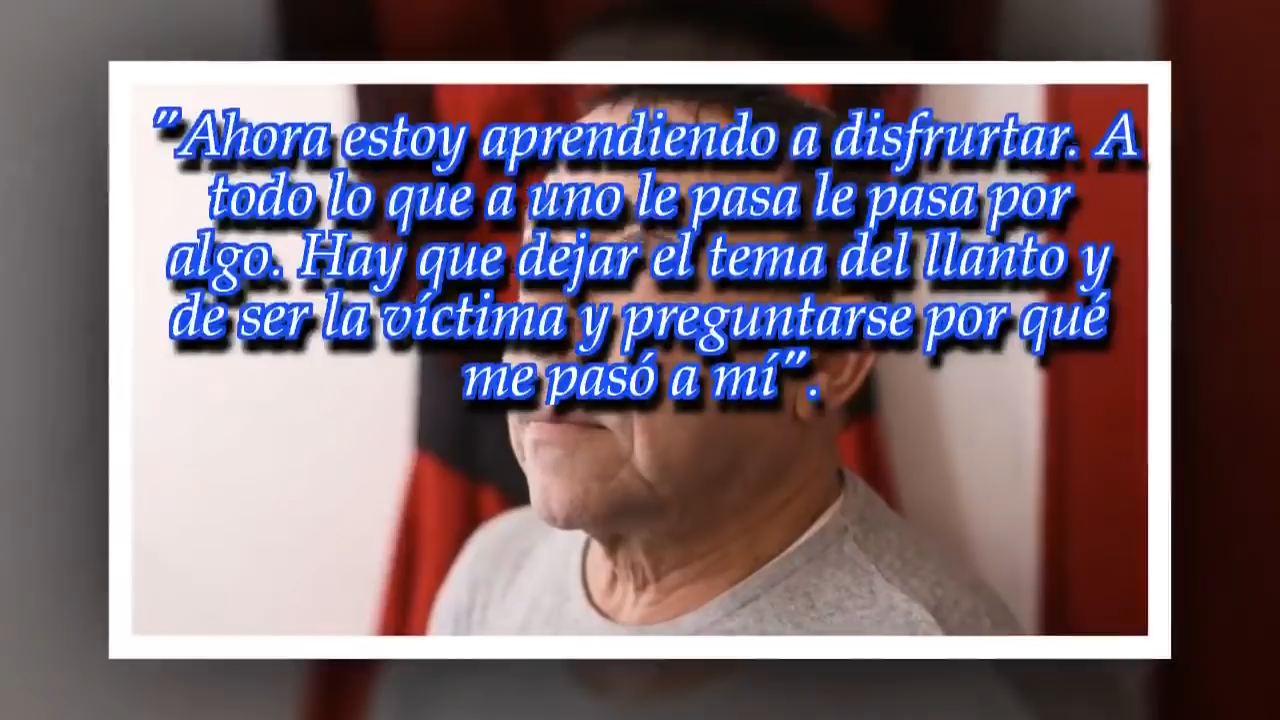 "Ahora estoy aprendiendo a disfrurtar. A
todo lo que a uno le pasa le pasa por
algo. Hay que dejar el tema del llanto y
de ser la víctima y preguntarse por qué
me pasó a mí".